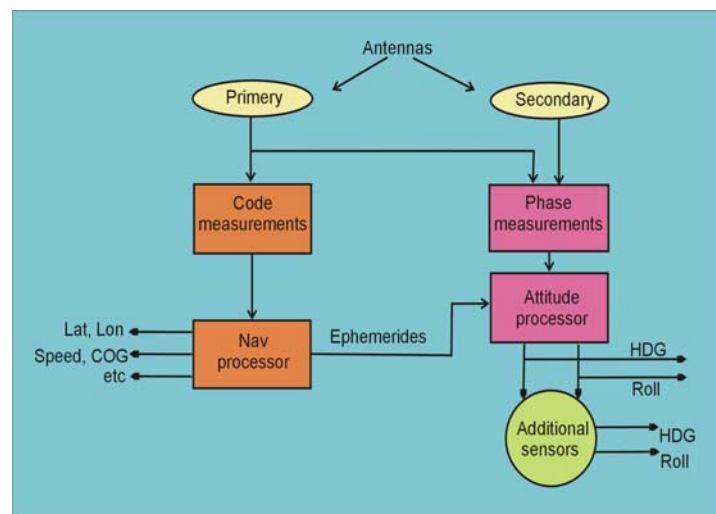 Antennas
Primery
Secondary
Code
measurements
Phase
measurements
Attitude
processor
Ephemerides
Lat, Lon
Speed, COG
etc
Nav
processor
HDG
Roll
Additional
sensors
HDG
Roll